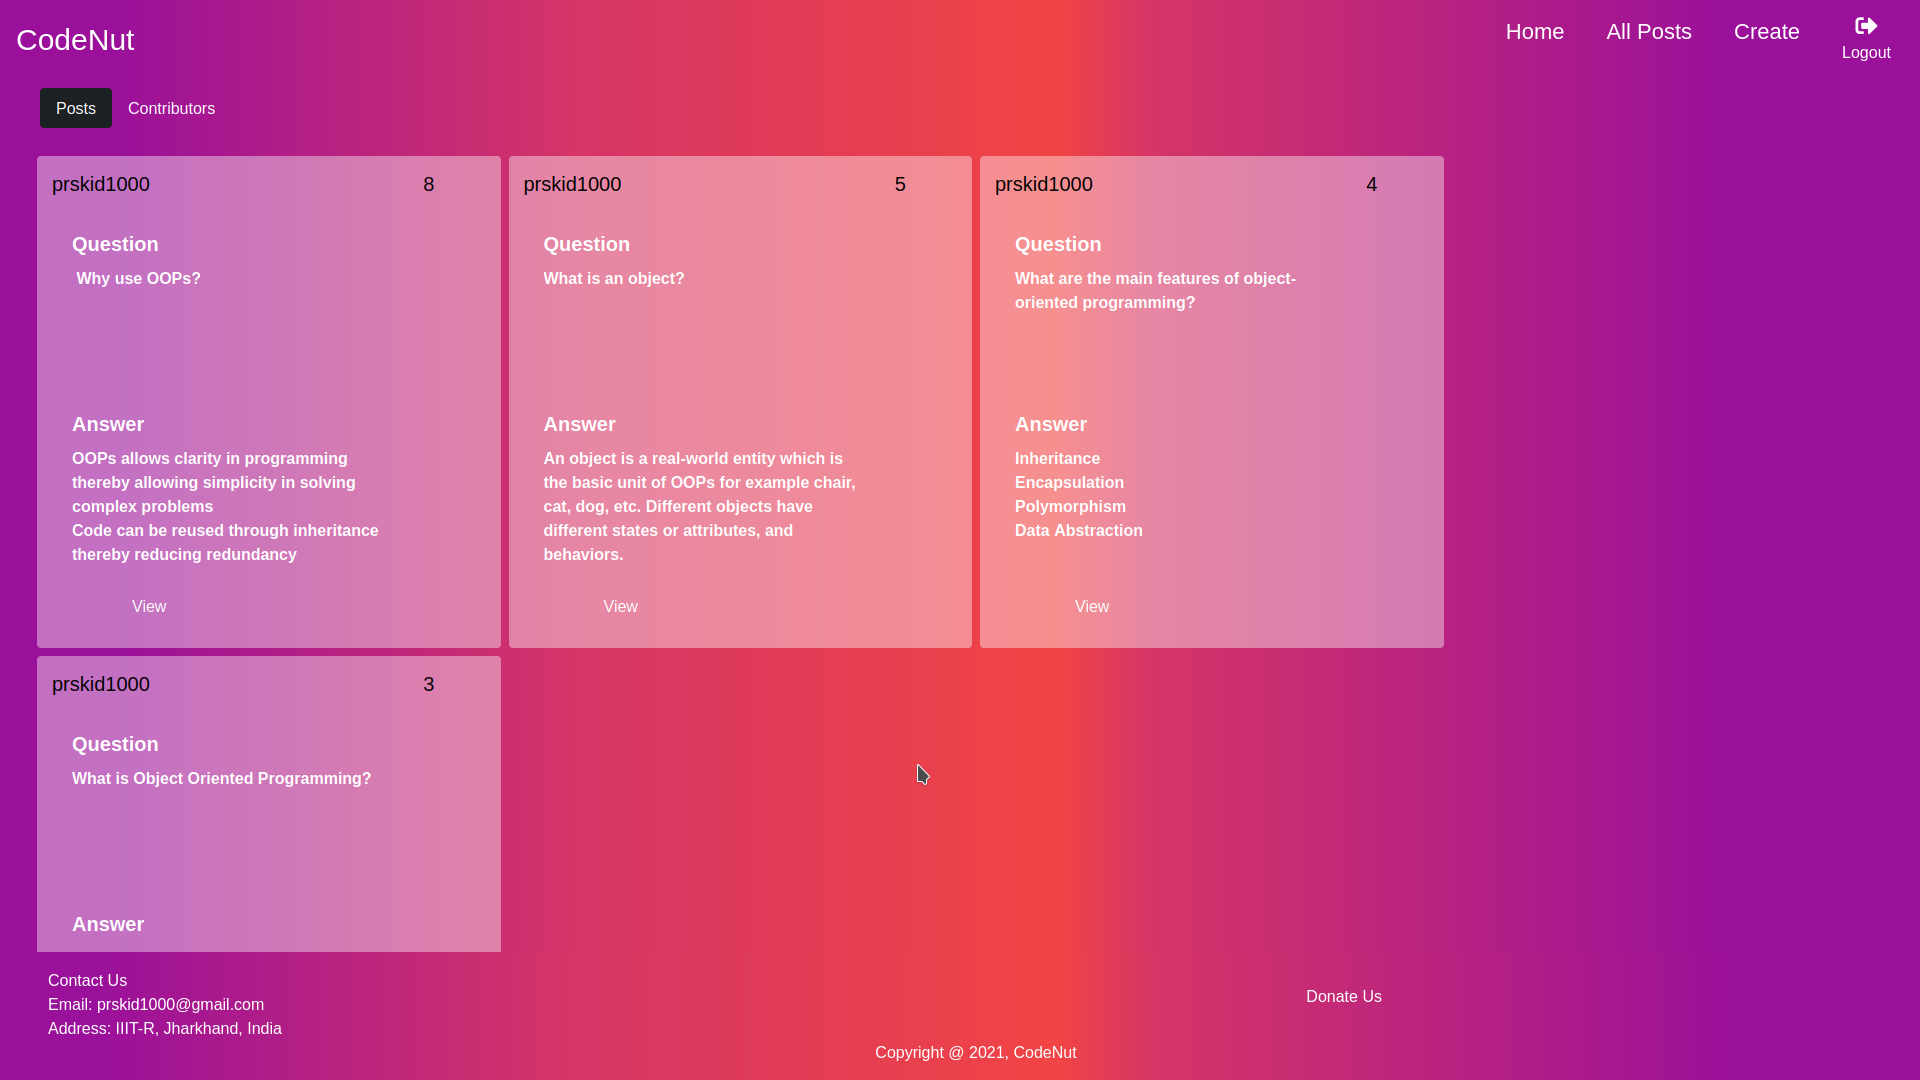 CodeNut
Home
All Posts
Create
Logout
Posts
Contributors
prskid1000
8
Question
Why use OOPs?
Answer
OOPs allows clarity in programming
thereby allowing simplicity in solving
complex problems
Code can be reused through inheritance
thereby reducing redundancy
View
prskid1000
5
Question
What is an object?
Answer
An object is a real-world entity which is
the basic unit of OOPs for example chair,
cat, dog, etc. Different objects have
different states or attributes, and
behaviors.
View
prskid1000
4
Question
What are the main features of object-
oriented programming?
Answer
Inheritance
Encapsulation
Polymorphism
Data Abstraction
View
prskid1000
3
Question
What is Object Oriented Programming?
Answer
Contact Us
Email: prskid1000@gmail.com
Address: IIIT-R, Jharkhand, India
Donate Us
Copyright @ 2021, CodeNut